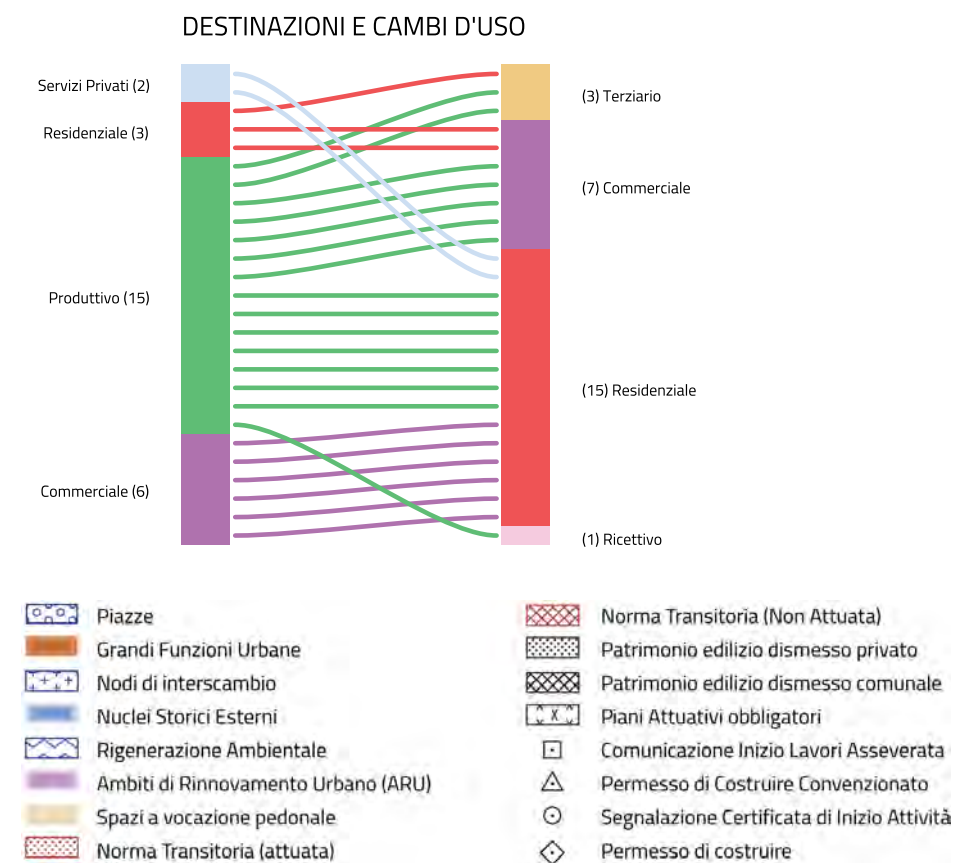 DESTINAZIONI E CAMBI D'USO
Servizi Privati (2)
Residenziale (3)
Produttivo (15)
Commerciale (6)
(3) Terziario
(7) Commerciale
(15) Residenziale
(1) Ricettivo
Piazze
Grandi Funzioni Urbane
Nodi di interscambio
Nuclei Storici Esterni
Rigenerazione Ambientale
Ambiti di Rinnovamento Urbano (ARU)
Spazi a vocazione pedonale
Norma Transitoria (attuata)
Norma Transitoria (Non Attuata)
Patrimonio edilizio dismesso privato
Patrimonio edilizio dismesso comunale
X
Piani Attuativi obbligatori
Comunicazione Inizio Lavori Asseverata
Permesso di Costruire Convenzionato
Segnalazione Certificata di Inizio Attività
Permesso di costruire